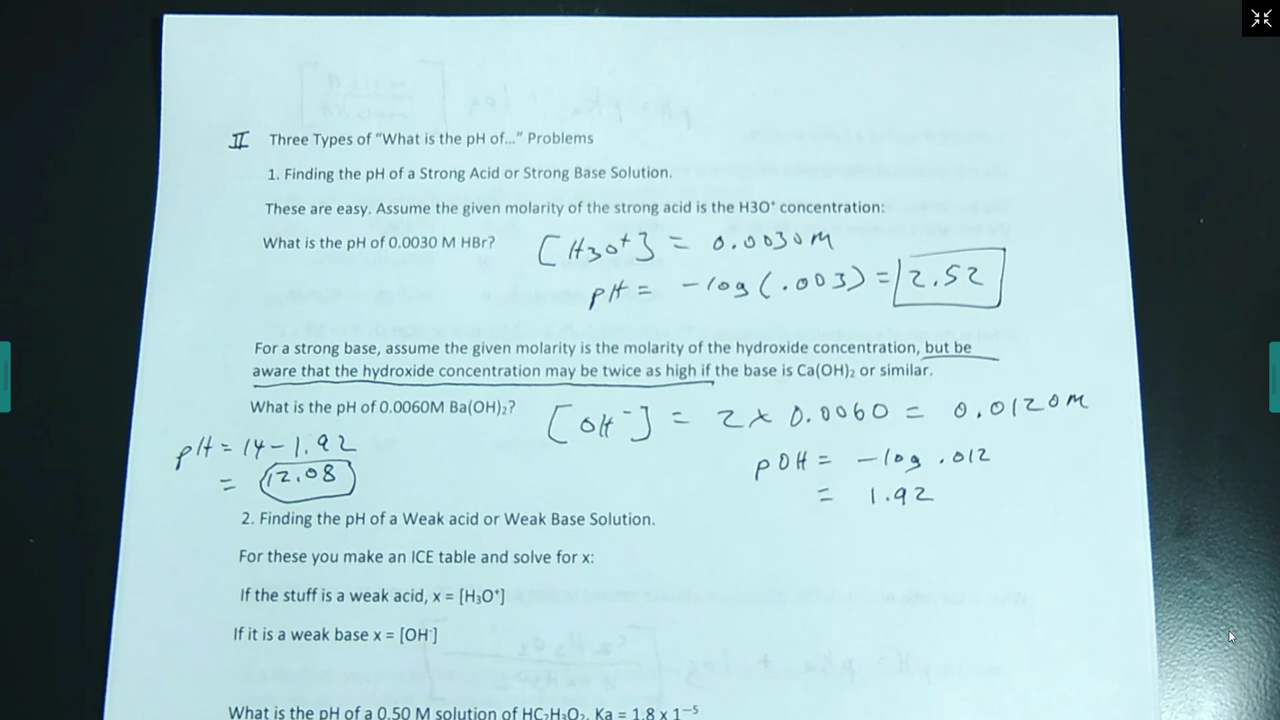 II Three Types of “What is the pH of…” Problems
1. Finding the pH of a Strong Acid or Strong Base Solution.
These are easy. Assume the given molarity of the strong acid is the H3O⁺ concentration:
What is the pH of 0.0030 M HBr? [H₃O⁺] = 0.0030M
pH = -log(.003) = 2.52
For a strong base, assume the given molarity is the molarity of the hydroxide concentration, but be
aware that the hydroxide concentration may be twice as high if the base is Ca(OH)₂ or similar.
What is the pH of 0.0060M Ba(OH)₂? [OH⁻] = 2 x 0.0060 = 0.0120M
pH = 14 - 1.92
= 12.08
pOH = -log .012
= 1.92
2. Finding the pH of a Weak acid or Weak Base Solution.
For these you make an ICE table and solve for x:
If the stuff is a weak acid, x = [H₃O⁺]
If it is a weak base x = [OH⁻]
What is the pH of a 0.50 M solution of HC₂H₃O₂, Ka = 1.8 x 1⁻⁵